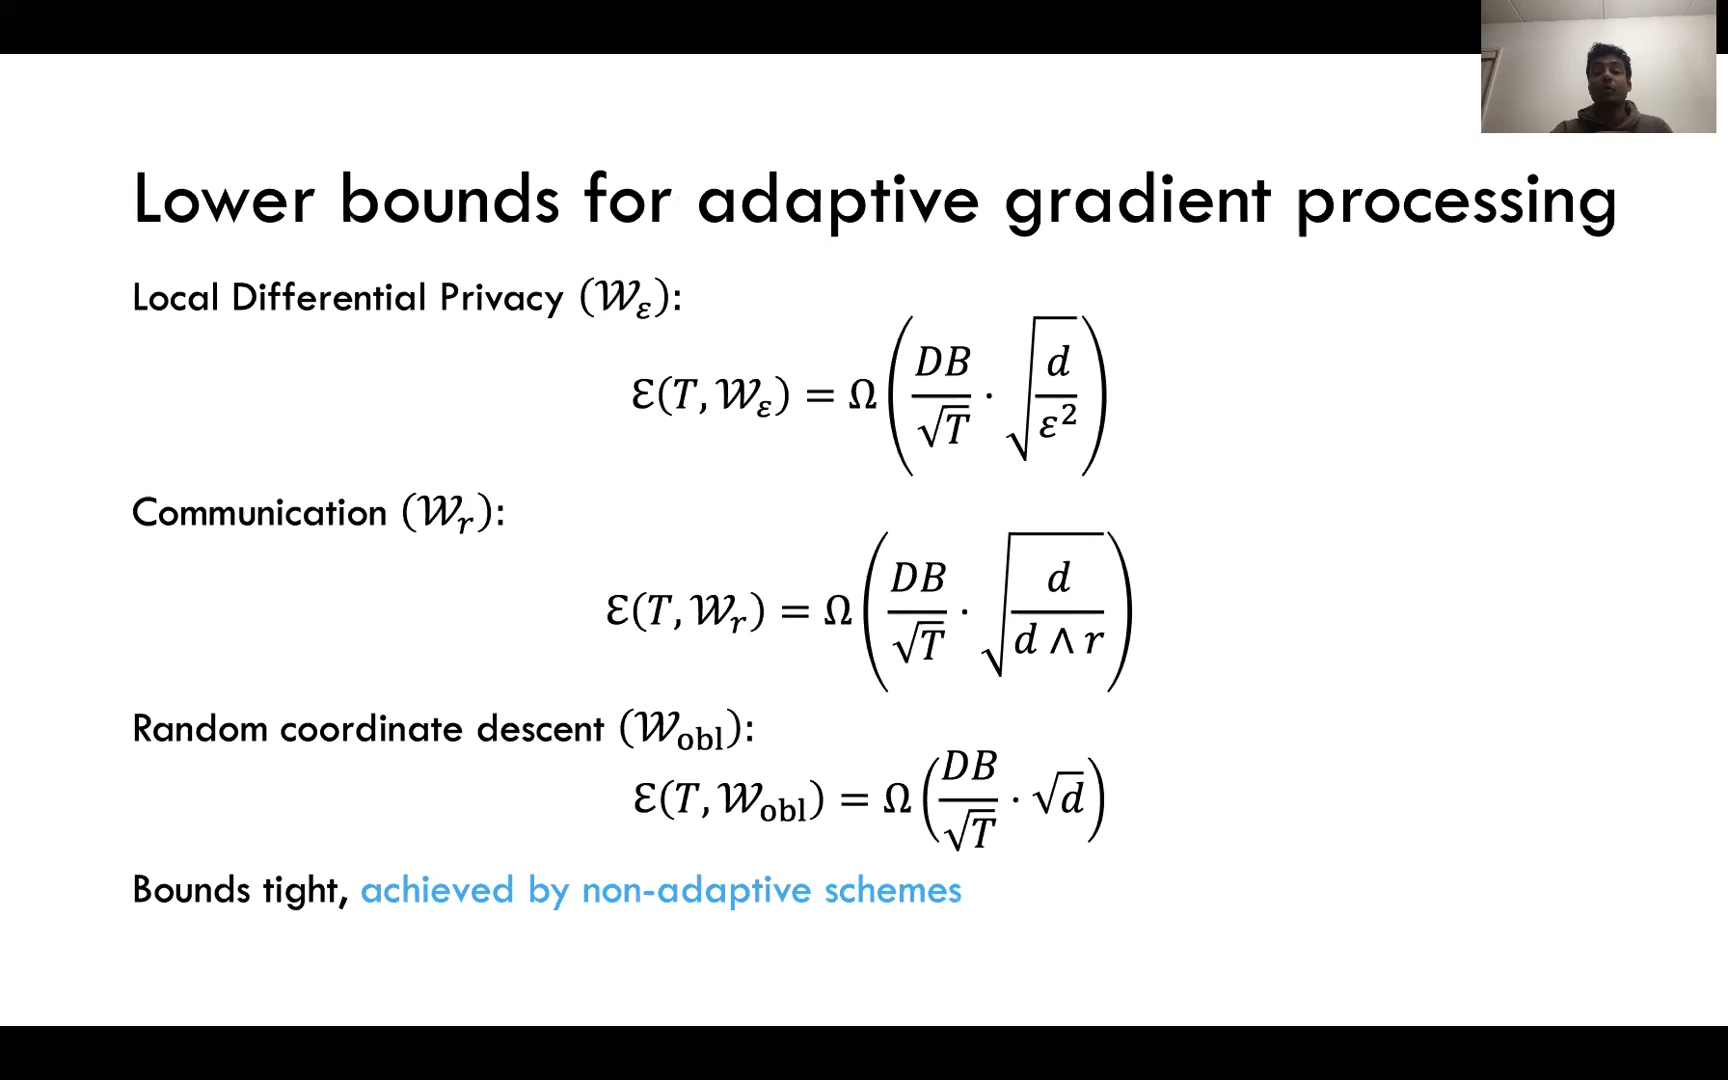 Lower bounds for adaptive gradient processing
Local Differential Privacy (𝒲_ε):
ℰ(T, 𝒲_ε) = Ω(DB/√T · √(d/ε²))
Communication (𝒲_r):
ℰ(T, 𝒲_r) = Ω(DB/√T · √(d/(d ∧ r)))
Random coordinate descent (𝒲_obl):
ℰ(T, 𝒲_obl) = Ω(DB/√T · √d)
Bounds tight, achieved by non-adaptive schemes